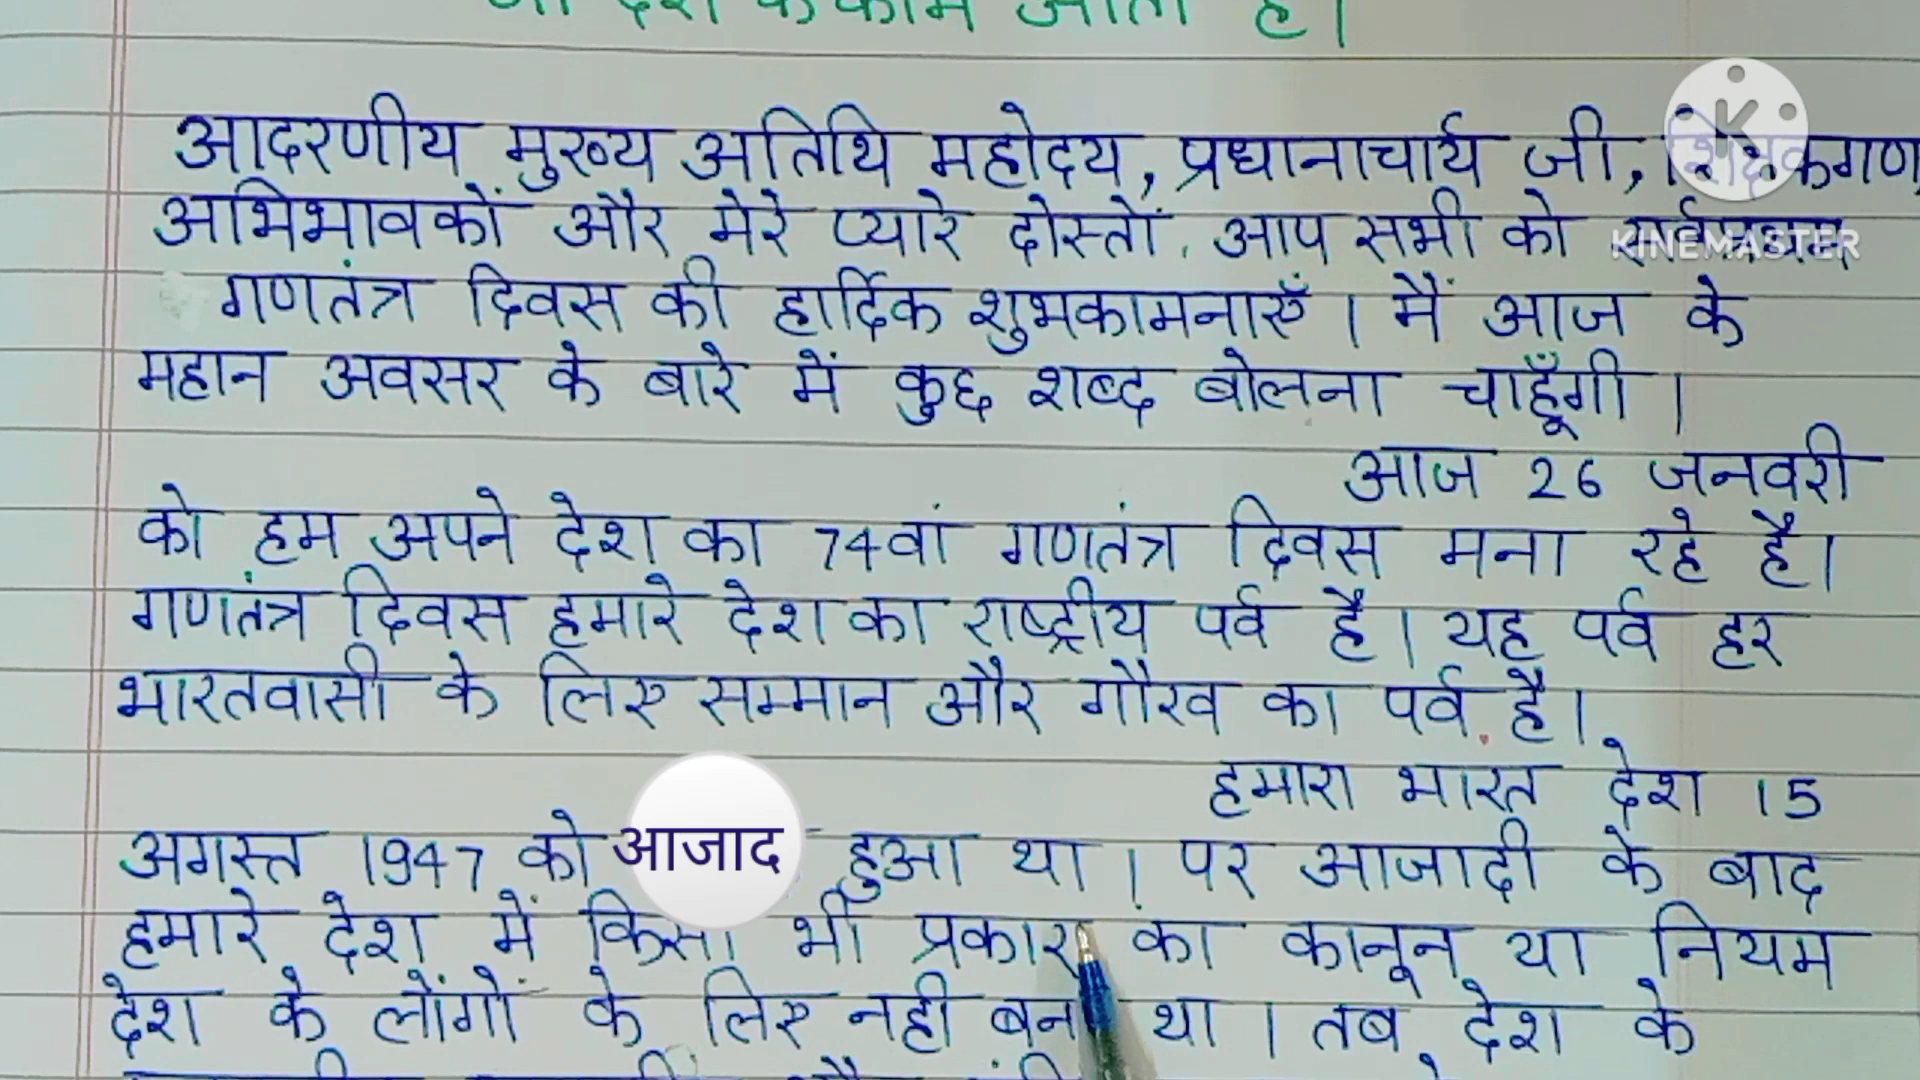 के काम आता है।
आदरणीय मुख्य अतिथि महोदय, प्रधानाचार्य जी, शिक्षकगण
अभिभावकों और मेरे प्यारे दोस्तों, आप सभी को
KINEMASTER
गणतंत्र दिवस की हार्दिक शुभकामनाएँ । मैं आज के
महान अवसर के बारे में कुछ शब्द बोलना चाहूँगी ।
आज 26 जनवरी
को हम अपने देश का 74वां गणतंत्र दिवस मना रहे है।
गणतंत्र दिवस हमारे देश का राष्ट्रीय पर्व है। यह पर्व हर
भारतवासी के लिए सम्मान और गौरव का पर्व है।
हमारा भारत देश 15
अगस्त 1947 को आजाद हुआ था । पर आजादी के बाद
हमारे देश में किसी भी प्रकार का कानून या नियम
देश के लोंगों के लिए नही बना था । तब देश के